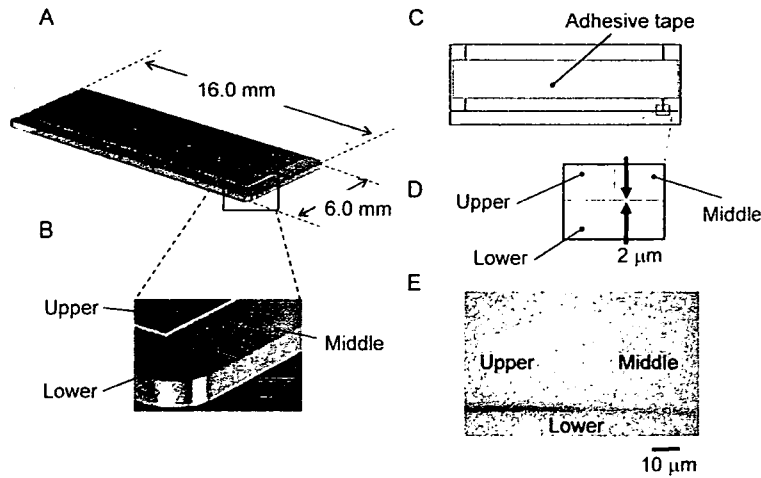 A
16.0 mm
6.0 mm
B
Upper
Middle
Lower
C
Adhesive tape
D
Upper
Middle
Lower
2 μm
E
Upper
Middle
Lower
10 μm